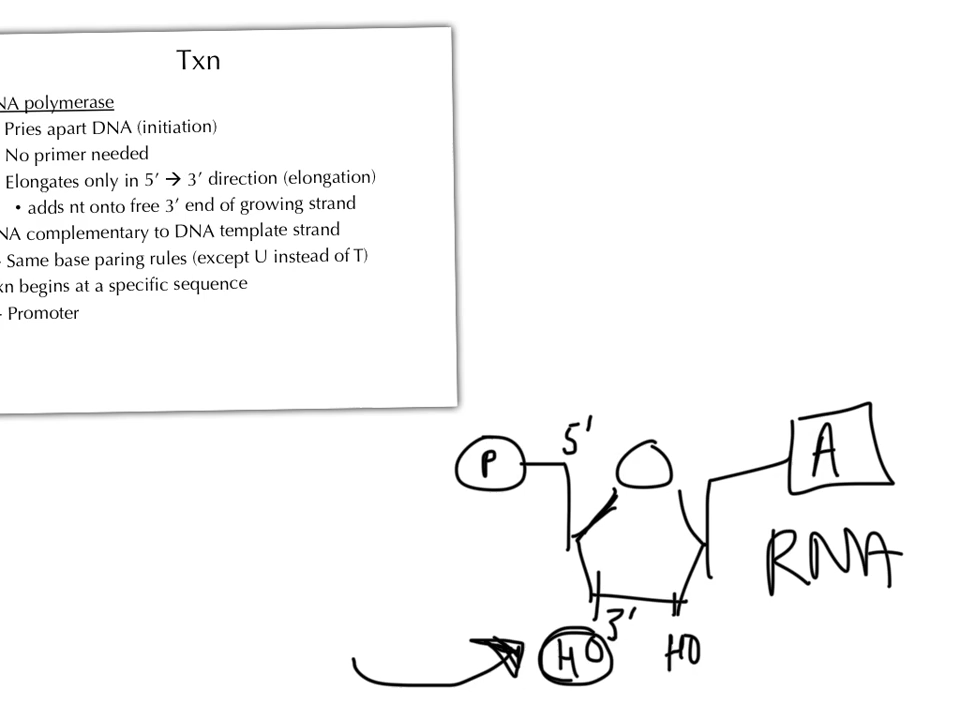 Txn
NA polymerase
Pries apart DNA (initiation)
No primer needed
Elongates only in 5′ → 3′ direction (elongation)
• adds nt onto free 3′ end of growing strand
NA complementary to DNA template strand
- Same base paring rules (except U instead of T)
xn begins at a specific sequence
- Promoter
P
5'
O
A
RNA
3'
HO
HO